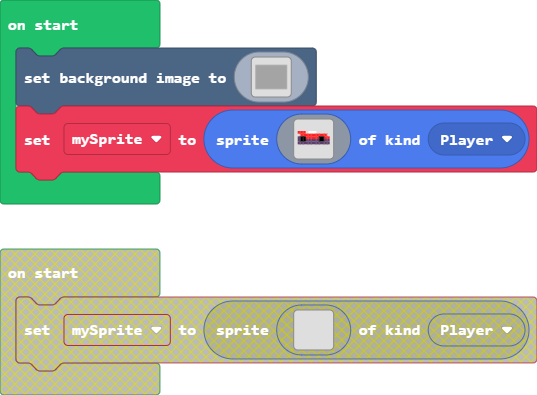 on start
set background image to
set mySprite to sprite of kind Player
on start
set mySprite to sprite of kind Player